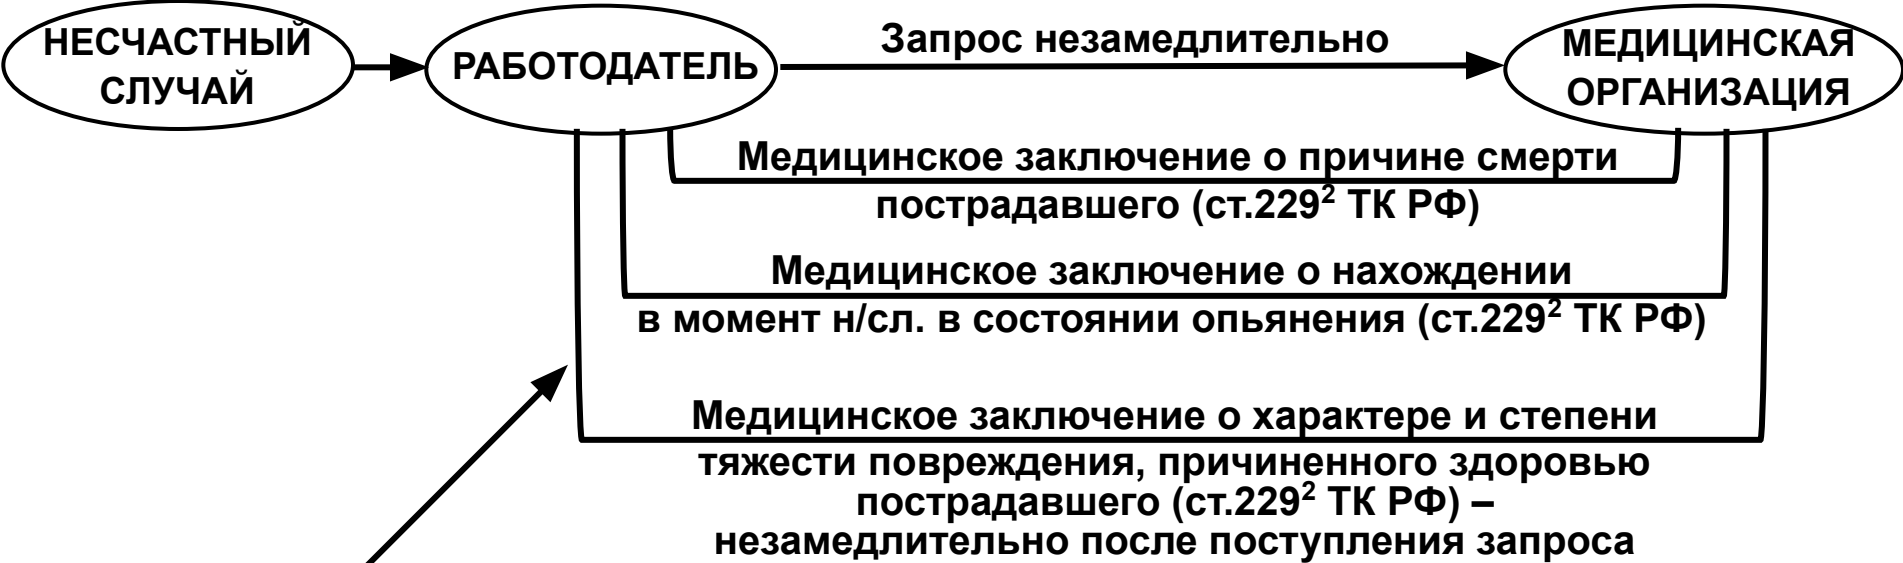 НЕСЧАСТНЫЙ
СЛУЧАЙ
РАБОТОДАТЕЛЬ
Запрос незамедлительно
МЕДИЦИНСКАЯ
ОРГАНИЗАЦИЯ
Медицинское заключение о причине смерти
пострадавшего (ст.229² ТК РФ)
Медицинское заключение о нахождении
в момент н/сл. в состоянии опьянения (ст.229² ТК РФ)
Медицинское заключение о характере и степени
тяжести повреждения, причиненного здоровью
пострадавшего (ст.229² ТК РФ) –
незамедлительно после поступления запроса